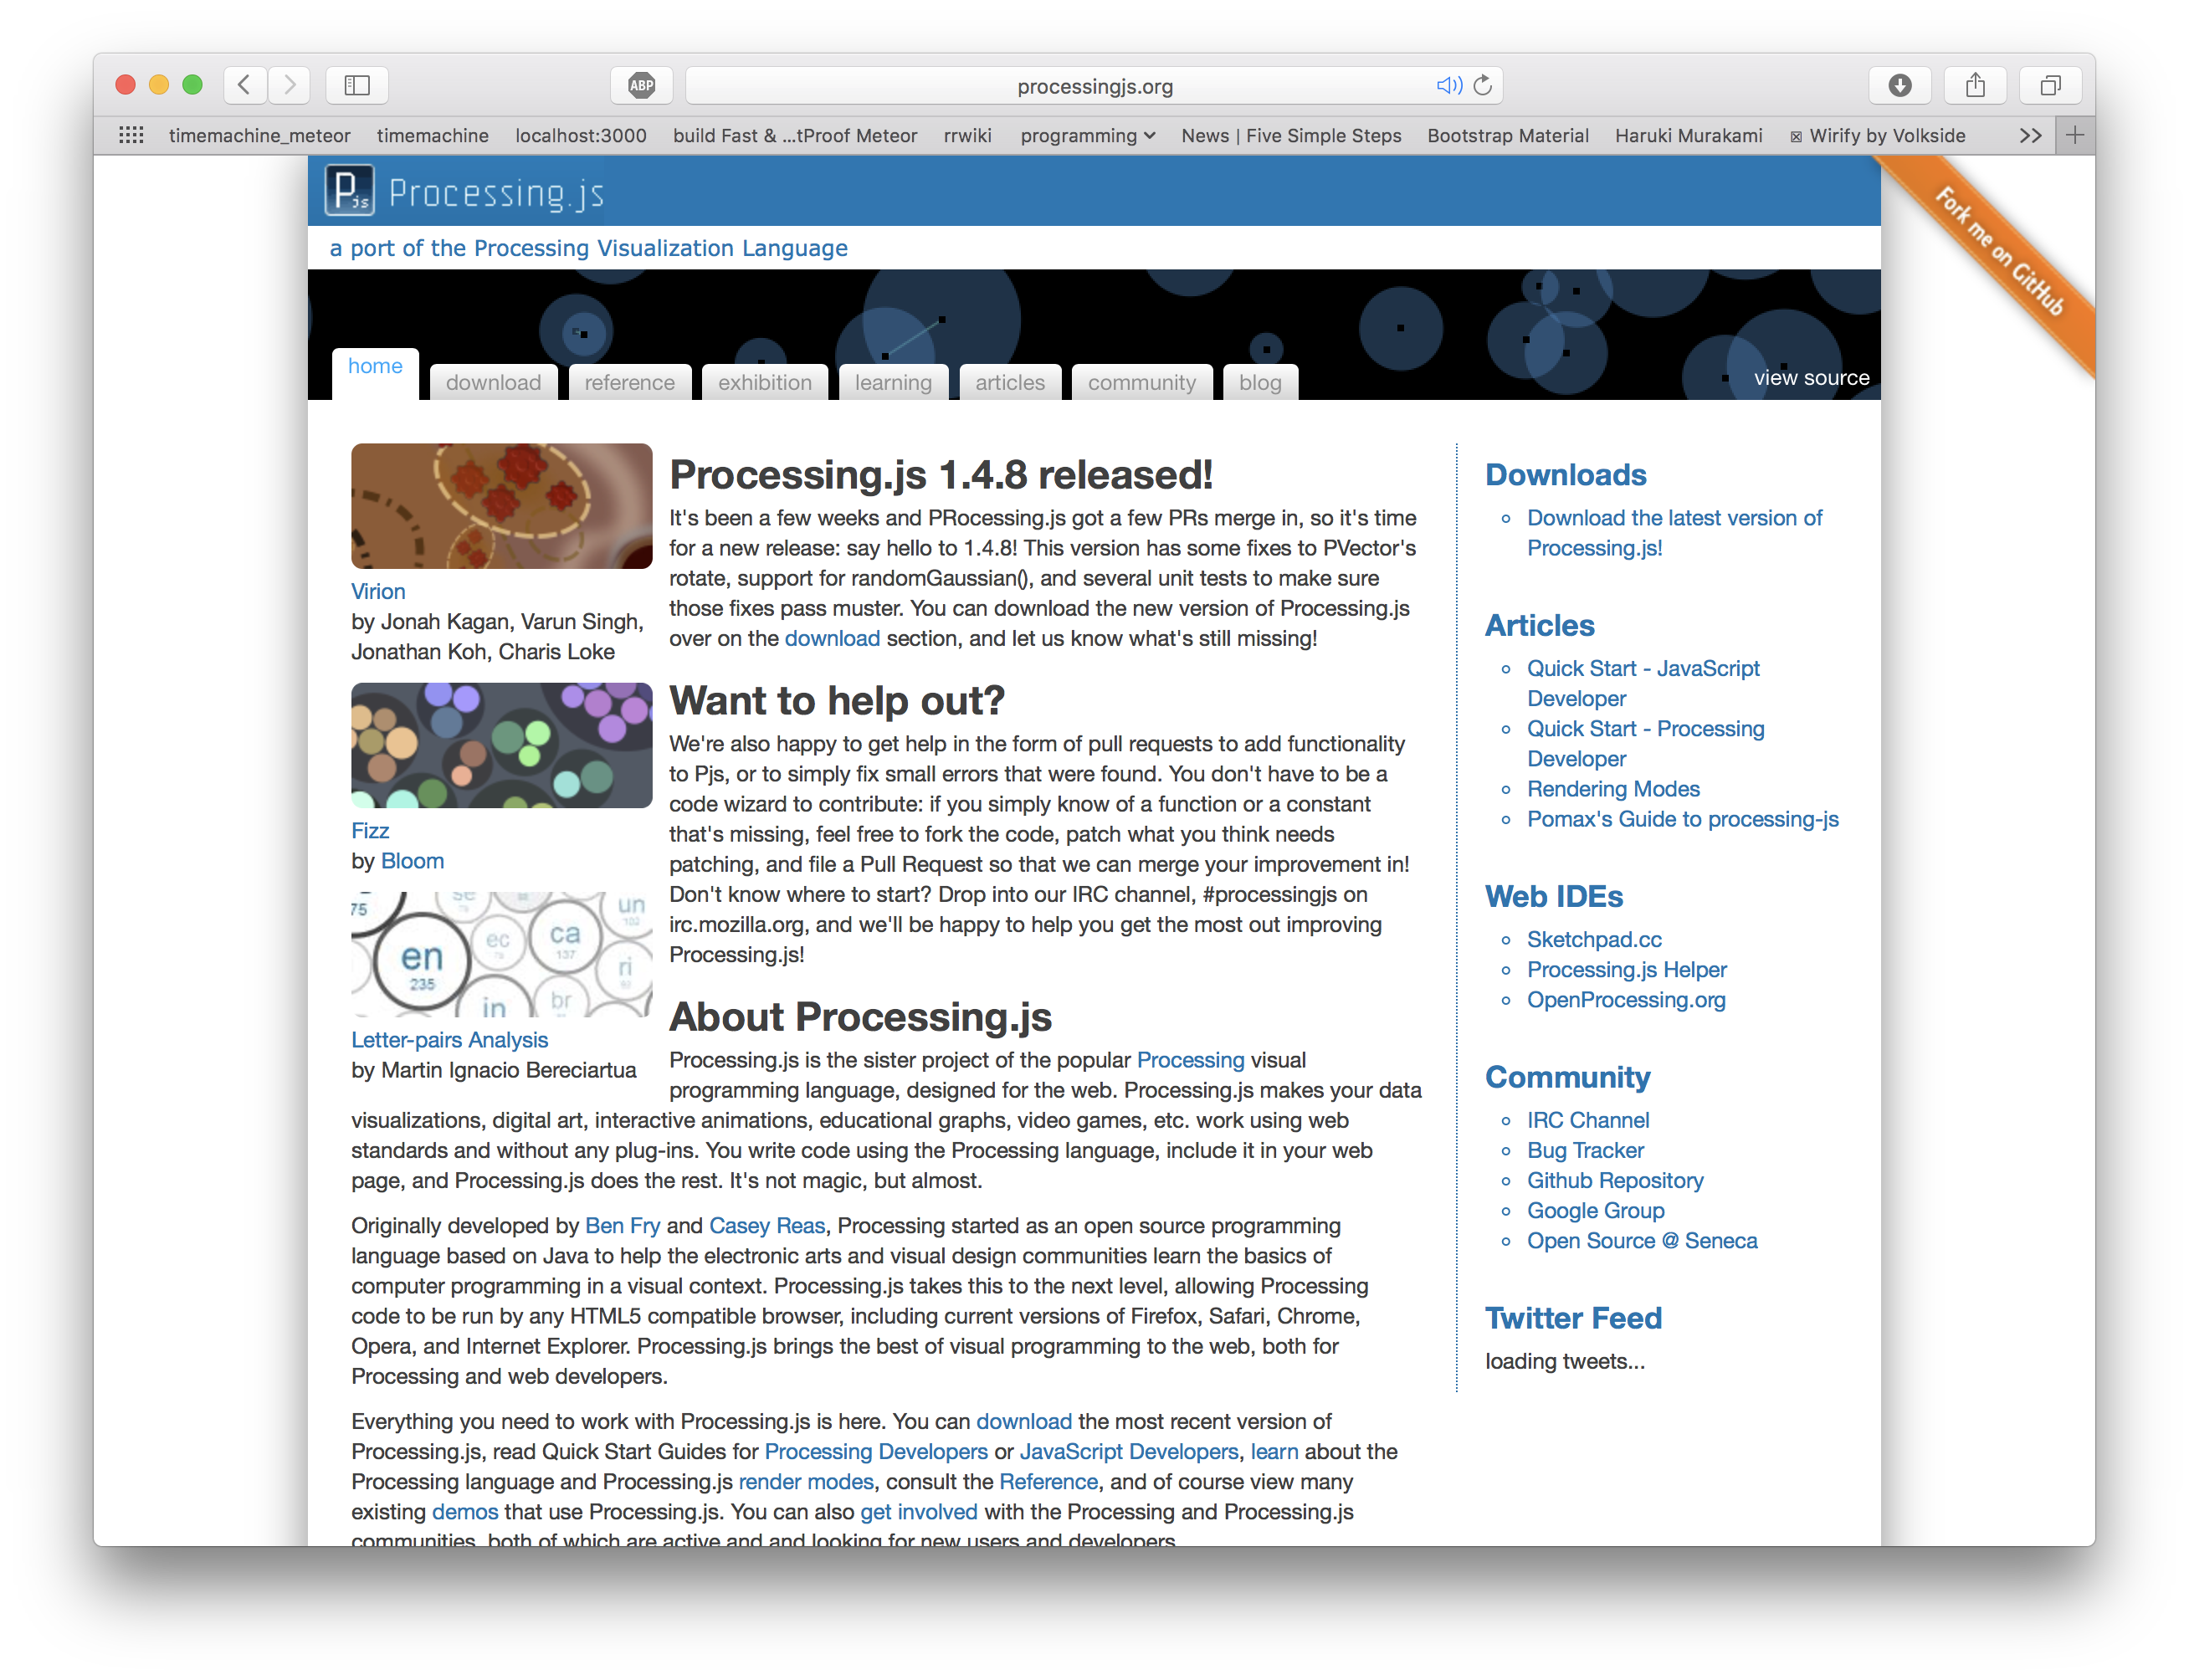 ABP
processingjs.org
timemachine_meteor timemachine localhost:3000 build Fast & ...tProof Meteor rrwiki programming News | Five Simple Steps Bootstrap Material Haruki Murakami Wirify by Volkside
Pjs Processing.js
Fork me on GitHub
a port of the Processing Visualization Language
home download reference exhibition learning articles community blog
view source
Virion
by Jonah Kagan, Varun Singh,
Jonathan Koh, Charis Loke
Fizz
by Bloom
75 se un
102
en
235
ec
ca
137
ri
in
br
Letter-pairs Analysis
by Martin Ignacio Bereciartua
Processing.js 1.4.8 released!
It's been a few weeks and PRocessing.js got a few PRs merge in, so it's time
for a new release: say hello to 1.4.8! This version has some fixes to PVector's
rotate, support for randomGaussian(), and several unit tests to make sure
those fixes pass muster. You can download the new version of Processing.js
over on the download section, and let us know what's still missing!
Want to help out?
We're also happy to get help in the form of pull requests to add functionality
to Pjs, or to simply fix small errors that were found. You don't have to be a
code wizard to contribute: if you simply know of a function or a constant
that's missing, feel free to fork the code, patch what you think needs
patching, and file a Pull Request so that we can merge your improvement in!
Don't know where to start? Drop into our IRC channel, #processingjs on
irc.mozilla.org, and we'll be happy to help you get the most out improving
Processing.js!
About Processing.js
Processing.js is the sister project of the popular Processing visual
programming language, designed for the web. Processing.js makes your data
visualizations, digital art, interactive animations, educational graphs, video games, etc. work using web
standards and without any plug-ins. You write code using the Processing language, include it in your web
page, and Processing.js does the rest. It's not magic, but almost.
Originally developed by Ben Fry and Casey Reas, Processing started as an open source programming
language based on Java to help the electronic arts and visual design communities learn the basics of
computer programming in a visual context. Processing.js takes this to the next level, allowing Processing
code to be run by any HTML5 compatible browser, including current versions of Firefox, Safari, Chrome,
Opera, and Internet Explorer. Processing.js brings the best of visual programming to the web, both for
Processing and web developers.
Everything you need to work with Processing.js is here. You can download the most recent version of
Processing.js, read Quick Start Guides for Processing Developers or JavaScript Developers, learn about the
Processing language and Processing.js render modes, consult the Reference, and of course view many
existing demos that use Processing.js. You can also get involved with the Processing and Processing.js
communities, both of which are active and and looking for new users and developers.
Downloads
Download the latest version of
Processing.js!
Articles
Quick Start - JavaScript
Developer
Quick Start - Processing
Developer
Rendering Modes
Pomax's Guide to processing-js
Web IDEs
Sketchpad.cc
Processing.js Helper
OpenProcessing.org
Community
IRC Channel
Bug Tracker
Github Repository
Google Group
Open Source @ Seneca
Twitter Feed
loading tweets...